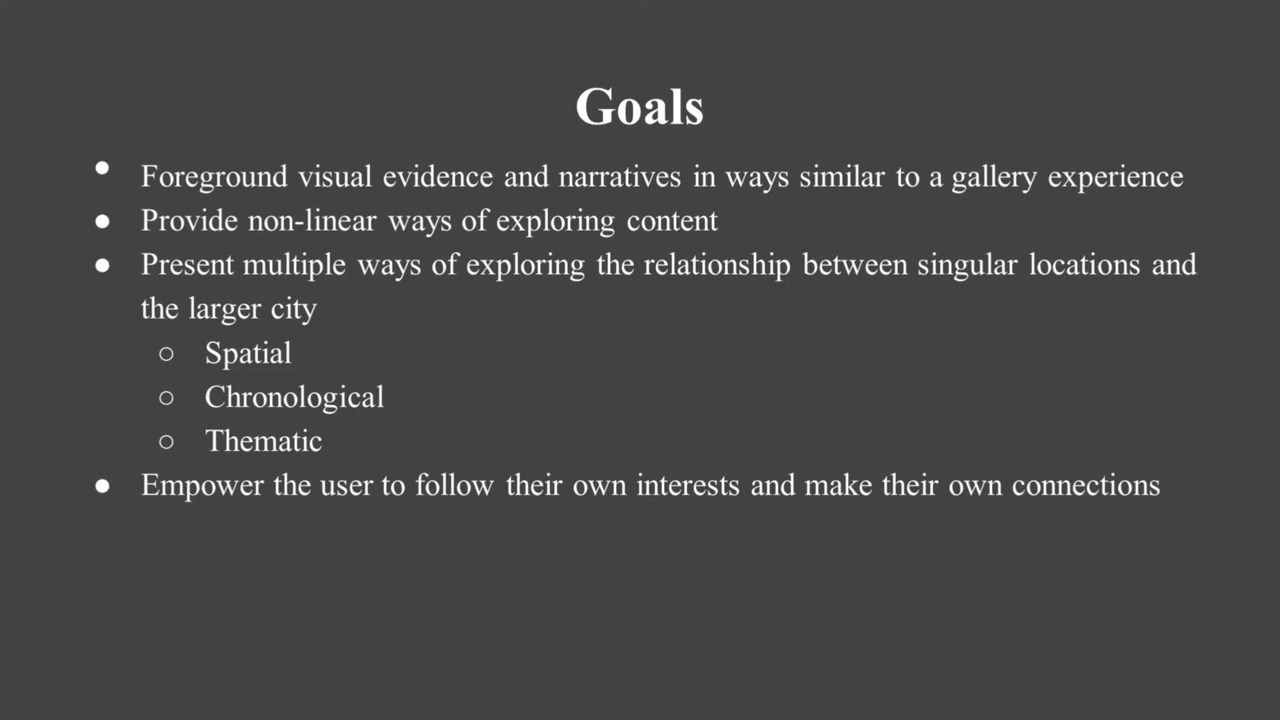 Goals
● Foreground visual evidence and narratives in ways similar to a gallery experience
● Provide non-linear ways of exploring content
● Present multiple ways of exploring the relationship between singular locations and
the larger city
○ Spatial
○ Chronological
○ Thematic
● Empower the user to follow their own interests and make their own connections